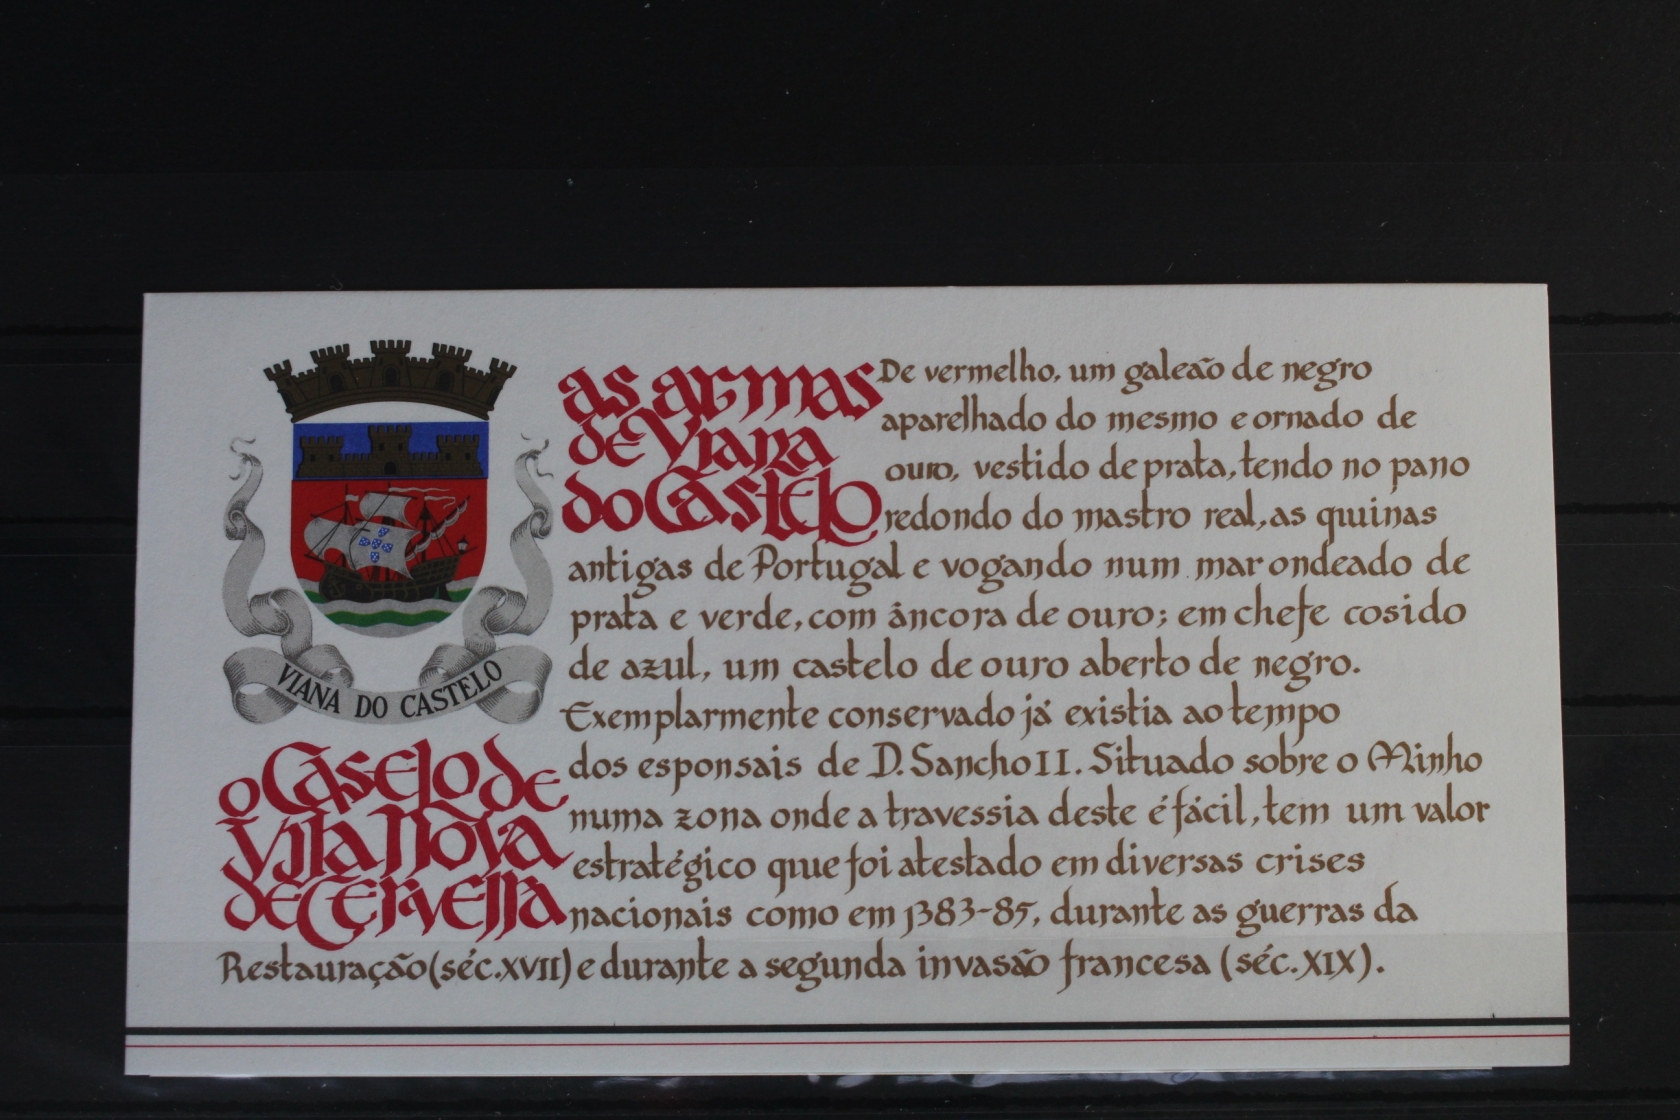 as armas
de Viana
do Castelo
De vermelho, um galeão de negro
aparelhado do mesmo e ornado de
ouro, vestido de prata, tendo no pano
redondo do mastro real, as quinas
antigas de Portugal e vogando num mar ondeado de
prata e verde, com âncora de ouro; em chefe cosido
de azul, um castelo de ouro aberto de negro.
VIANA DO CASTELO
o Caselo de
Vila Nova
de Cerveira
Exemplarmente conservado já existia ao tempo
dos esponsais de D. Sancho II. Situado sobre o Minho
numa zona onde a travessia deste é fácil, tem um valor
estratégico que foi atestado em diversas crises
nacionais como em 1383-85, durante as guerras da
Restauração (séc. XVII) e durante a segunda invasão francesa (séc. XIX).